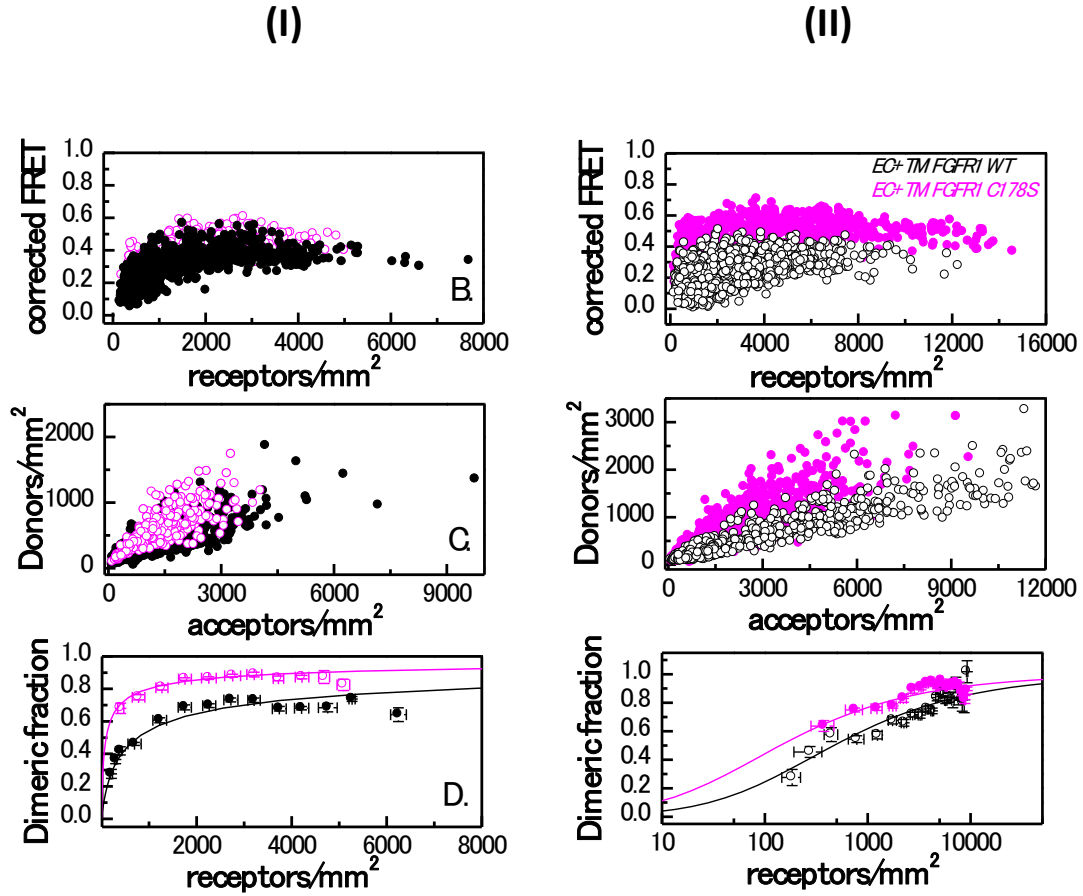 (I)
(II)
corrected FRET
1.0
0.8
0.6
0.4
0.2
0.0
B.
0 2000 4000 6000 8000
receptors/mm2
corrected FRET
1.0
0.8
0.6
0.4
0.2
0.0
EC+TM FGFR1 WT
EC+TM FGFR1 C178S
0 4000 8000 12000 16000
receptors/mm2
Donors/mm2
2000
1000
0
C.
0 3000 6000 9000
acceptors/mm2
Donors/mm2
3000
2000
1000
0
0 3000 6000 9000 12000
acceptors/mm2
Dimeric fraction
1.0
0.8
0.6
0.4
0.2
0.0
D.
0 2000 4000 6000 8000
receptors/mm2
Dimeric fraction
1.0
0.8
0.6
0.4
0.2
0.0
10 100 1000 10000
receptors/mm2